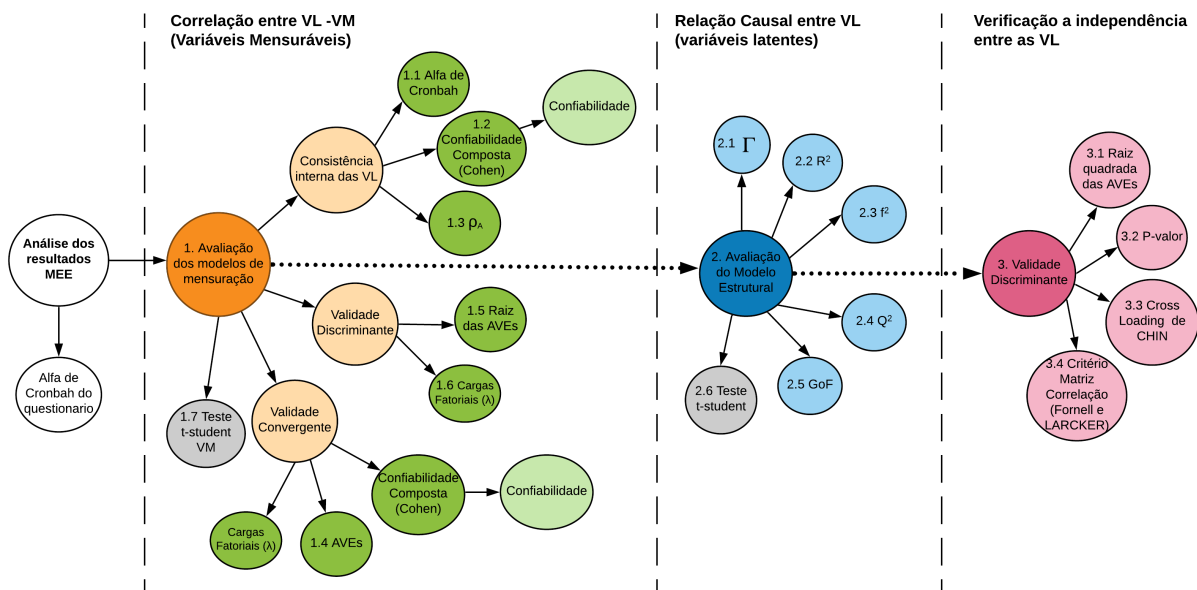 Correlação entre VL -VM
(Variáveis Mensuráveis)
Relação Causal entre VL
(variáveis latentes)
Verificação a independência
entre as VL
Análise dos
resultados
MEE
Alfa de
Cronbah do
questionario
1. Avaliação
dos modelos de
mensuração
Consistência
interna das VL
1.1 Alfa de
Cronbah
1.2
Confiabilidade
Composta
(Cohen)
Confiabilidade
1.3 ρA
Validade
Discriminante
1.5 Raiz
das AVEs
1.6 Cargas
Fatoriais (λ)
1.7 Teste
t-student
VM
Validade
Convergente
Cargas
Fatoriais (λ)
1.4 AVEs
Confiabilidade
Composta
(Cohen)
Confiabilidade
2. Avaliação
do Modelo
Estrutural
2.1 Γ
2.2 R²
2.3 f²
2.4 Q²
2.5 GoF
2.6 Teste
t-student
3. Validade
Discriminante
3.1 Raiz
quadrada
das AVEs
3.2 P-valor
3.3 Cross
Loading de
CHIN
3.4 Critério
Matriz
Correlação
(Fornell e
LARCKER)